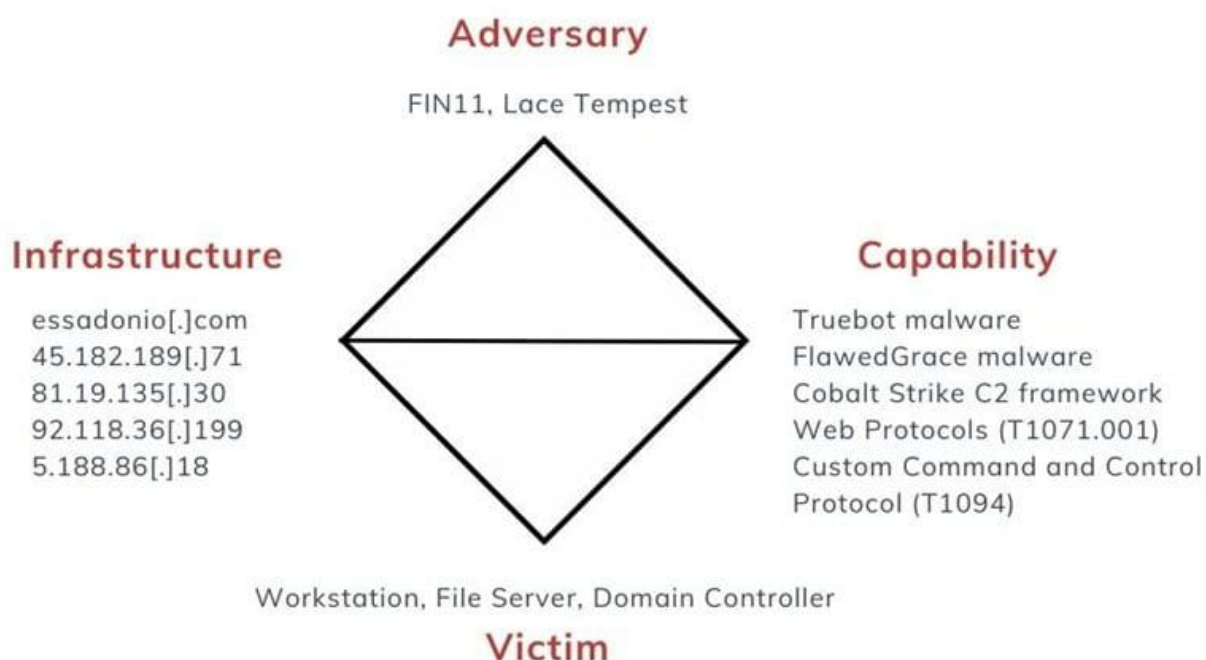 Adversary
FIN11, Lace Tempest
Infrastructure
essadonio[.]com
45.182.189[.]71
81.19.135[.]30
92.118.36[.]199
5.188.86[.]18
Capability
Truebot malware
FlawedGrace malware
Cobalt Strike C2 framework
Web Protocols (T1071.001)
Custom Command and Control
Protocol (T1094)
Workstation, File Server, Domain Controller
Victim